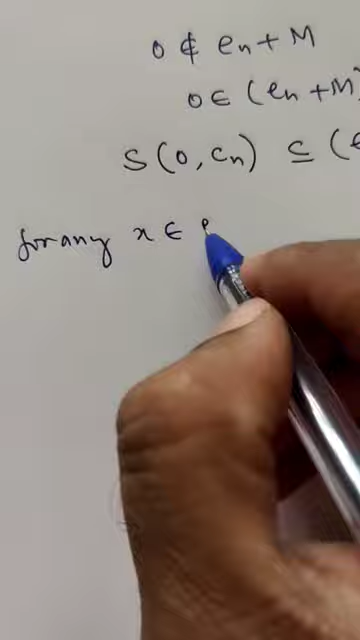 0 ∉ en + M
0 ∈ (en + M)
S(0, cn) ⊆ (e
for any x ∈ e